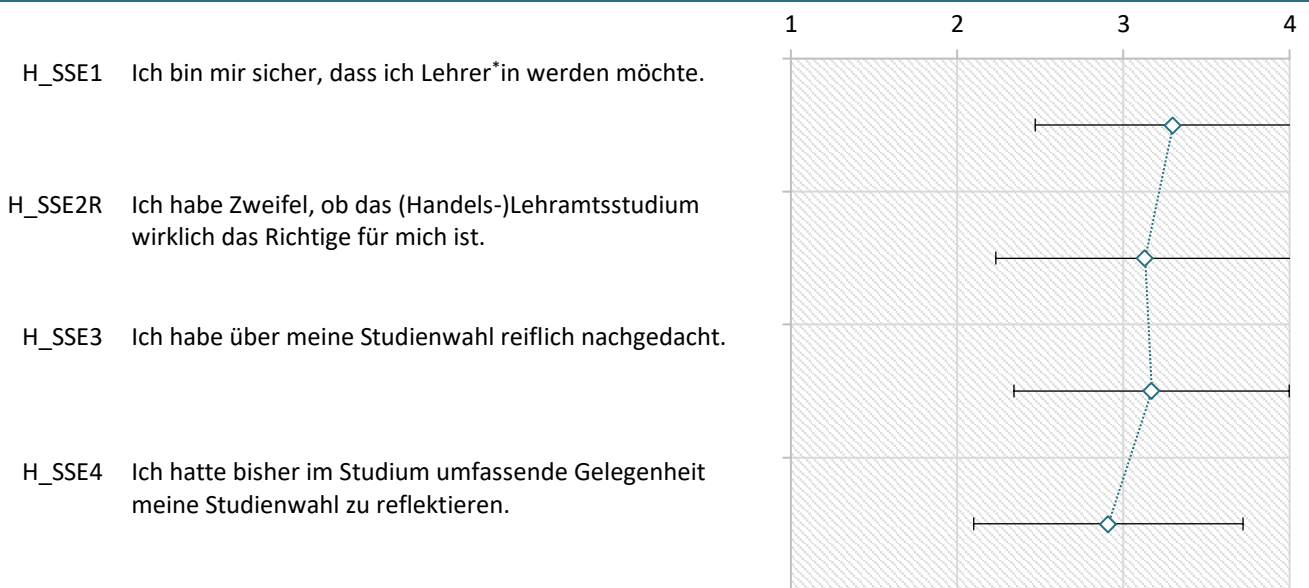 1 2 3 4
H_SSE1 Ich bin mir sicher, dass ich Lehrer*in werden möchte.
H_SSE2R Ich habe Zweifel, ob das (Handels-)Lehramtsstudium
wirklich das Richtige für mich ist.
H_SSE3 Ich habe über meine Studienwahl reiflich nachgedacht.
H_SSE4 Ich hatte bisher im Studium umfassende Gelegenheit
meine Studienwahl zu reflektieren.